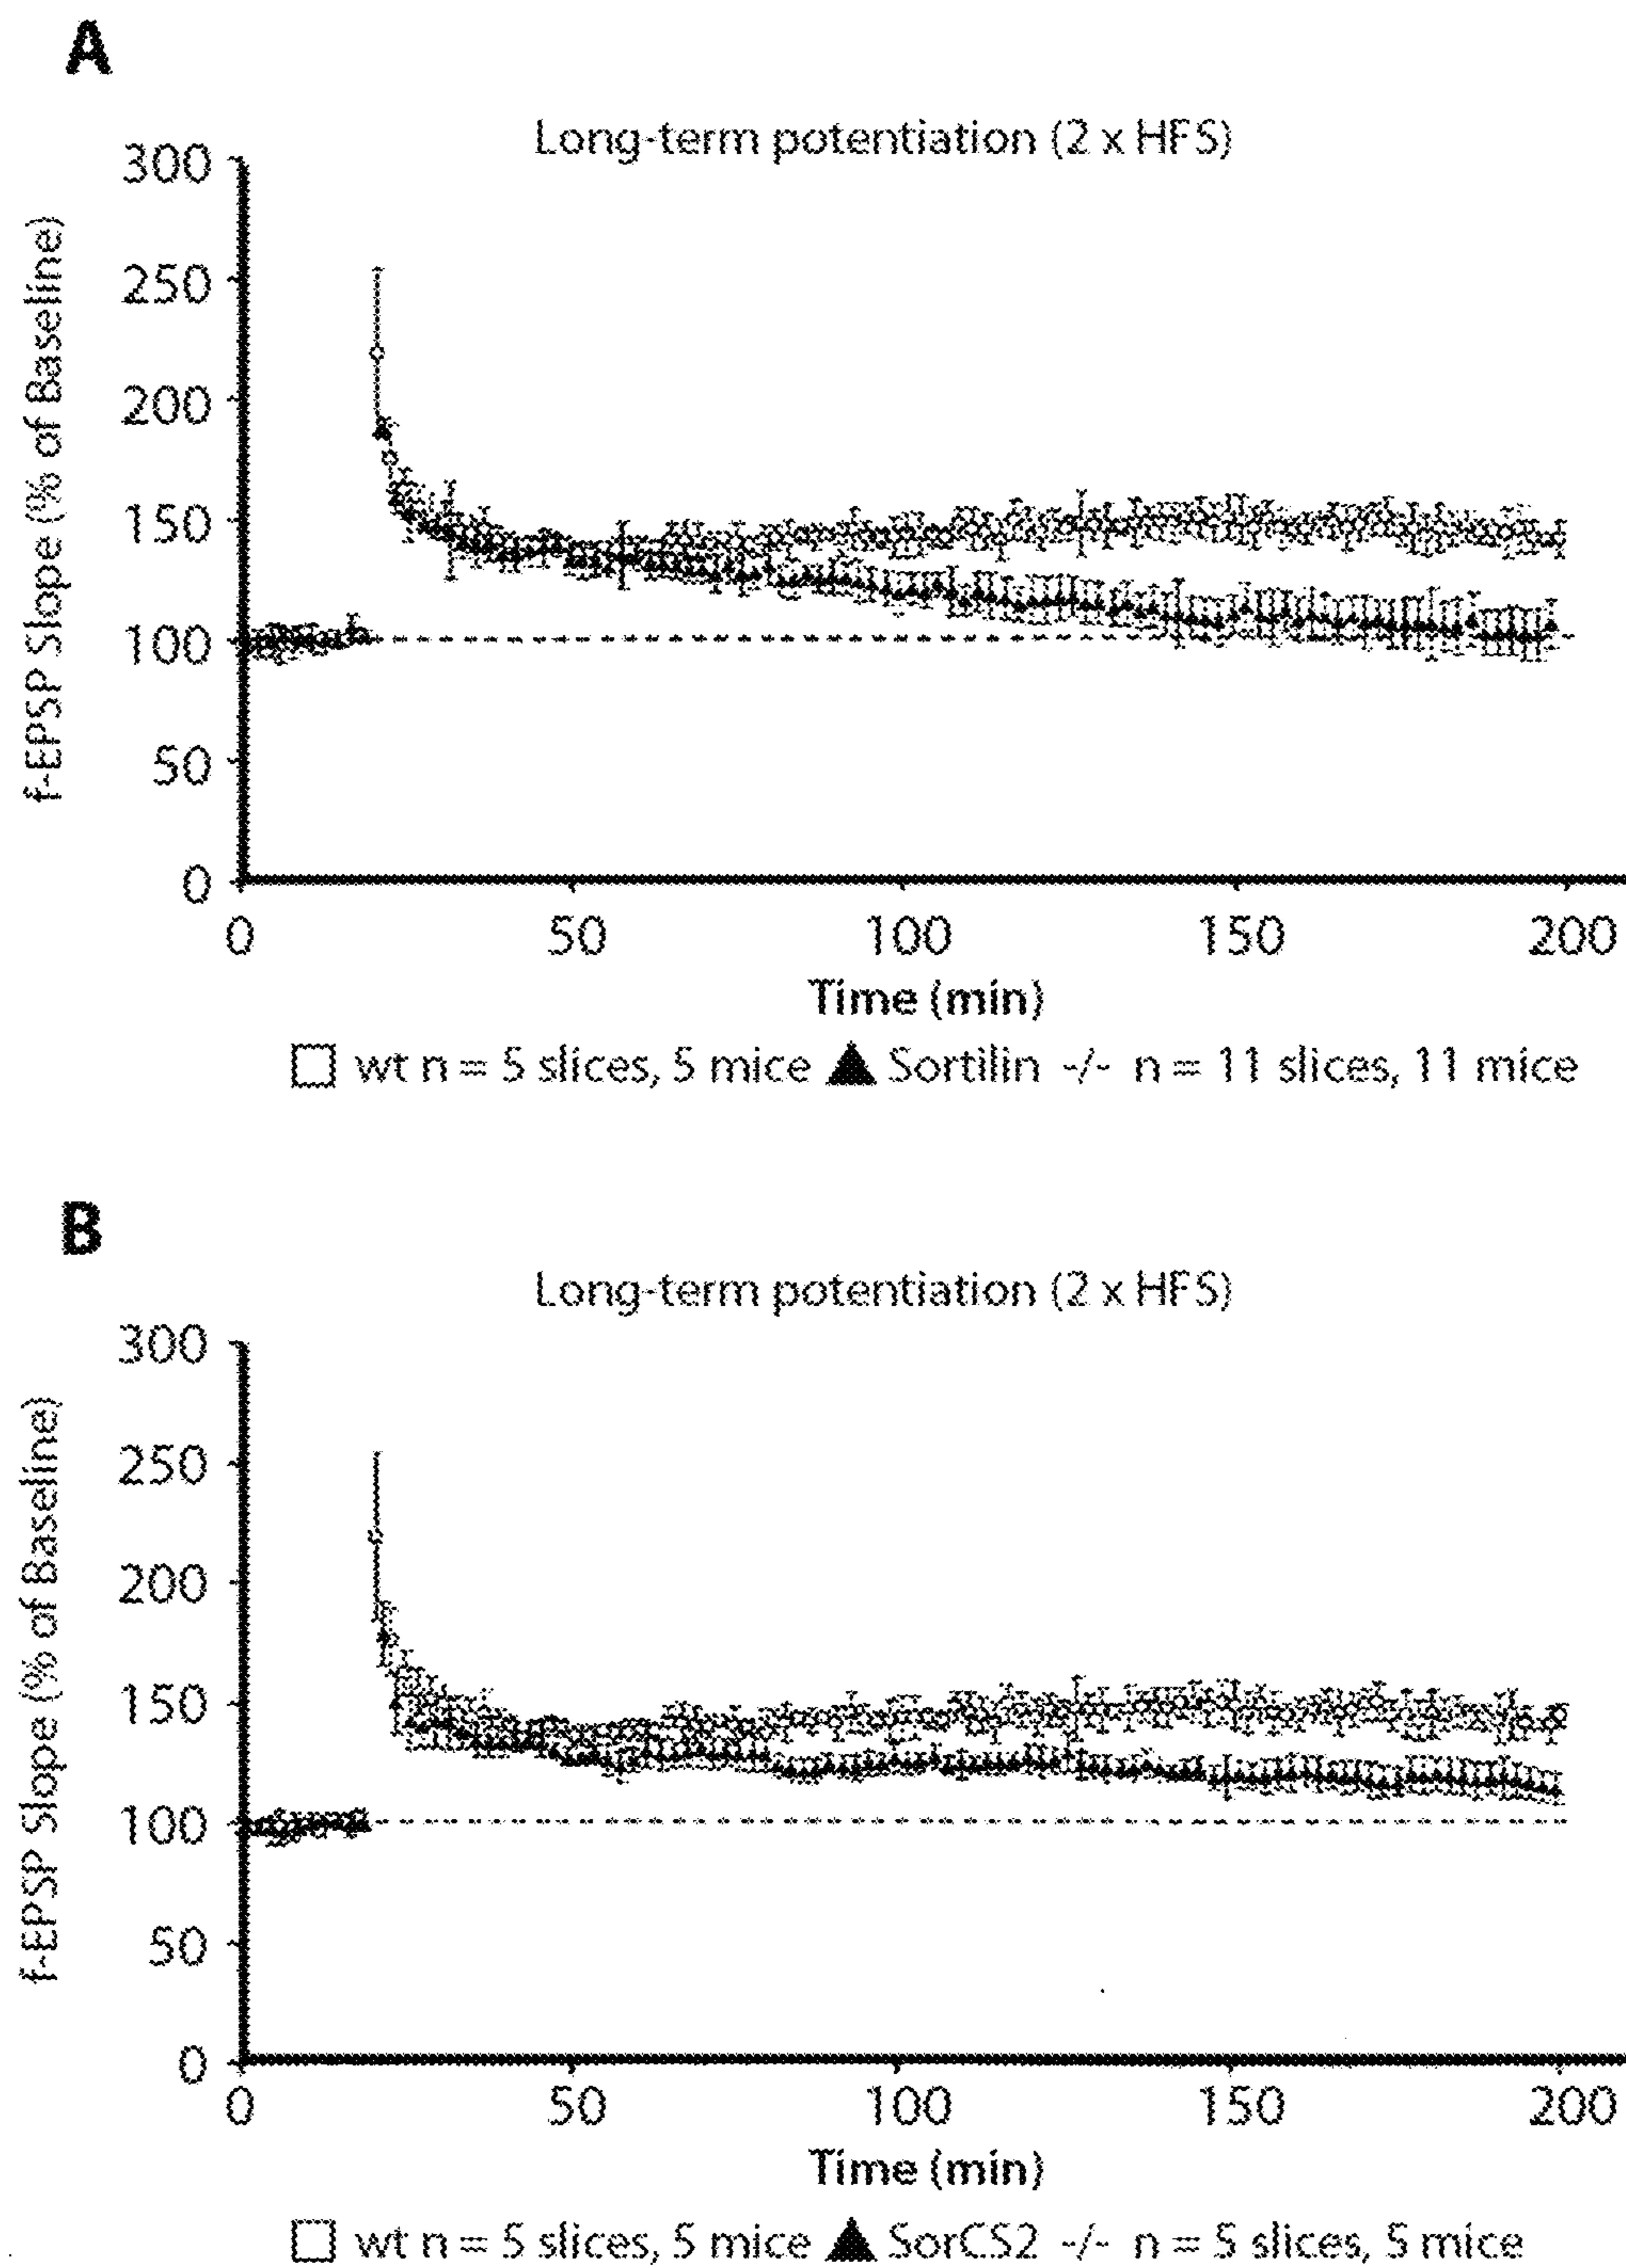 A
Long-term potentiation (2 x HFS)
f-EPSP Slope (% of Baseline)
300
250
200
150
100
50
0
0 50 100 150 200
Time (min)
wt n = 5 slices, 5 mice Sortilin -/- n = 11 slices, 11 mice
B
Long-term potentiation (2 x HFS)
f-EPSP Slope (% of Baseline)
300
250
200
150
100
50
0
0 50 100 150 200
Time (min)
wt n = 5 slices, 5 mice SorCS2 -/- n = 5 slices, 5 mice